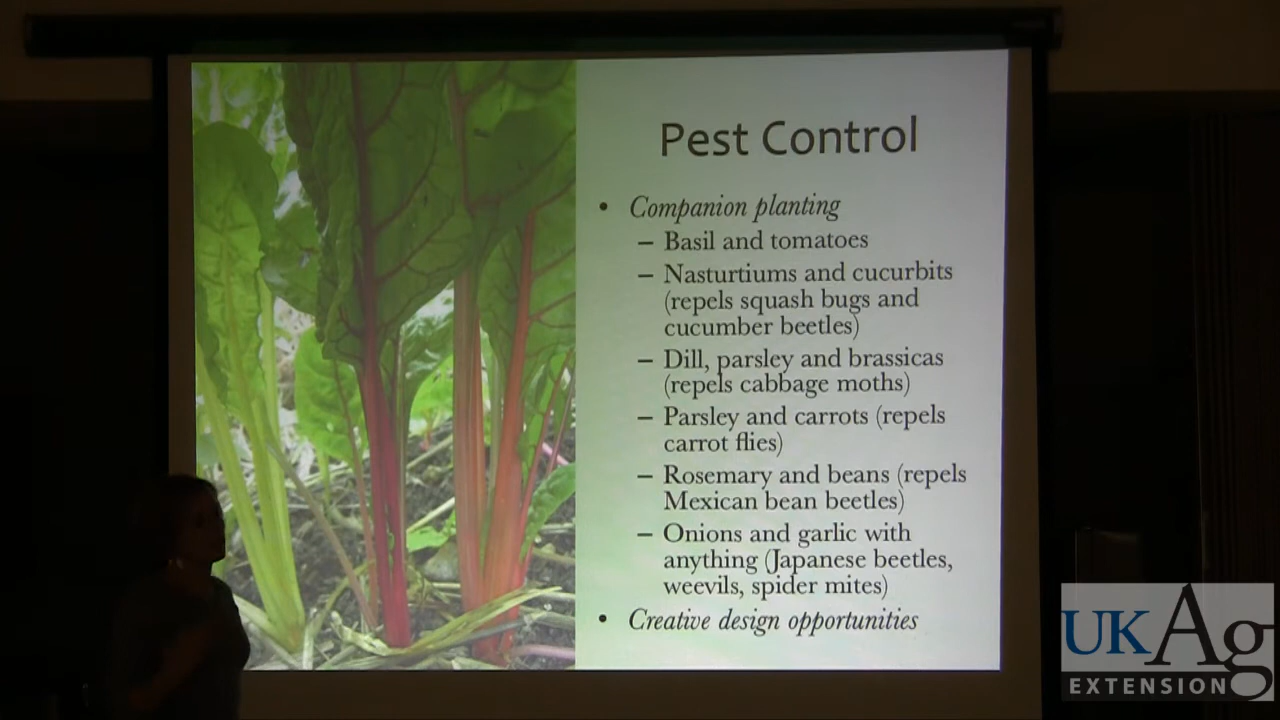 Pest Control
• Companion planting
– Basil and tomatoes
– Nasturtiums and cucurbits
(repels squash bugs and
cucumber beetles)
– Dill, parsley and brassicas
(repels cabbage moths)
– Parsley and carrots (repels
carrot flies)
– Rosemary and beans (repels
Mexican bean beetles)
– Onions and garlic with
anything (Japanese beetles,
weevils, spider mites)
• Creative design opportunities
UKAg
EXTENSION